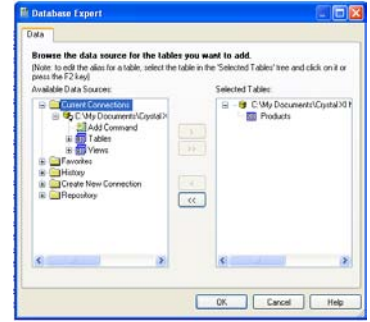 Database Expert
Data
Browse the data source for the tables you want to add.
(Note: to edit the alias for a table, select the table in the 'Selected Tables' tree and click on it or
press the F2 key)
Available Data Sources:
Selected Tables:
Current Connections
C:\My Documents\Crystal X
Add Command
Tables
Views
Favorites
History
Create New Connection
Repository
>
>>
<
<<
C:\My Documents\Crystal XI
Products
OK
Cancel
Help